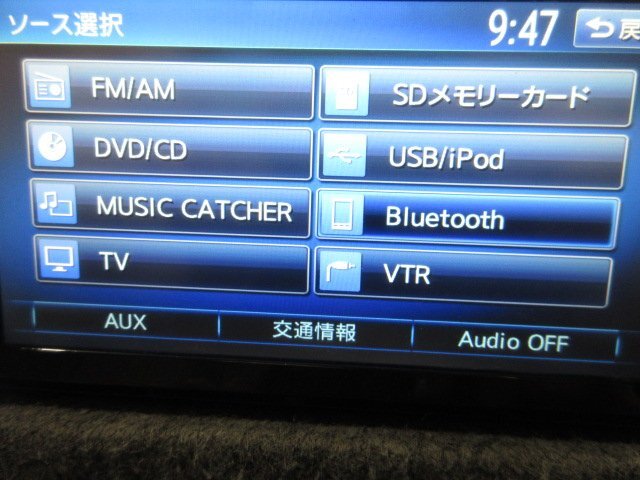 ソース選択
9:47
戻
FM/AM
SDメモリーカード
DVD/CD
USB/iPod
MUSIC CATCHER
Bluetooth
TV
VTR
AUX
交通情報
Audio OFF